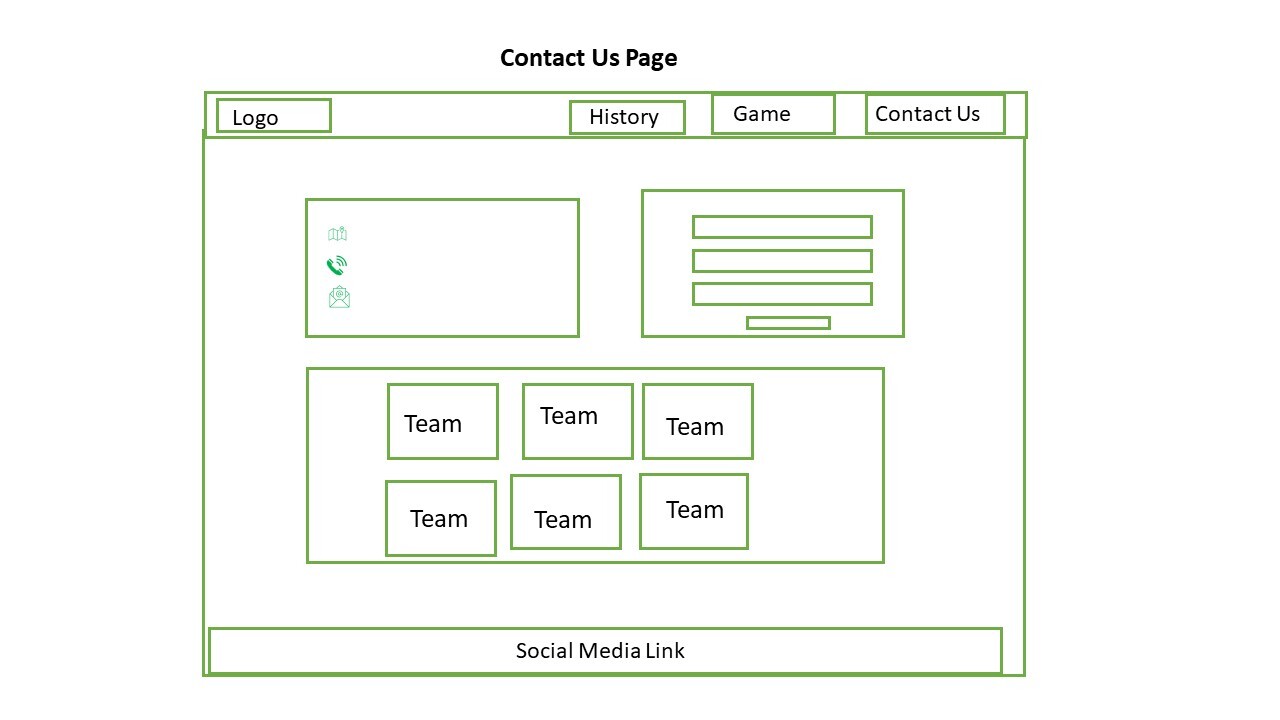 Contact Us Page
Logo
History
Game
Contact Us
Team
Team
Team
Team
Team
Team
Social Media Link